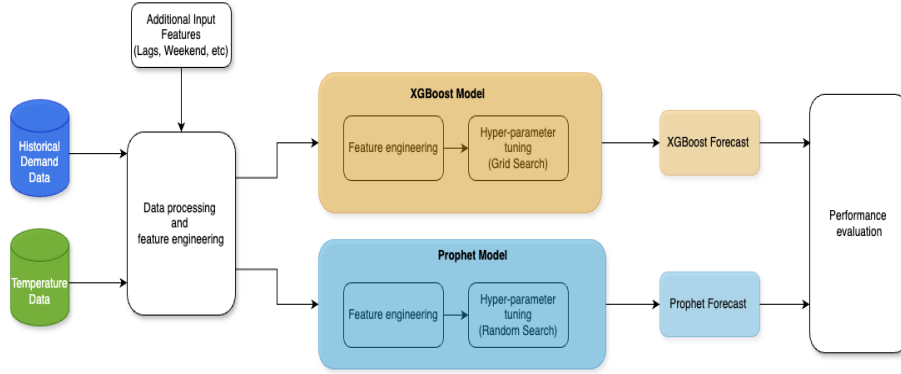 Additional Input
Features
(Lags, Weekend, etc)
Historical
Demand
Data
Temperature
Data
Data processing
and
feature engineering
XGBoost Model
Feature engineering
Hyper-parameter
tuning
(Grid Search)
Prophet Model
Feature engineering
Hyper-parameter
tuning
(Random Search)
XGBoost Forecast
Prophet Forecast
Performance
evaluation